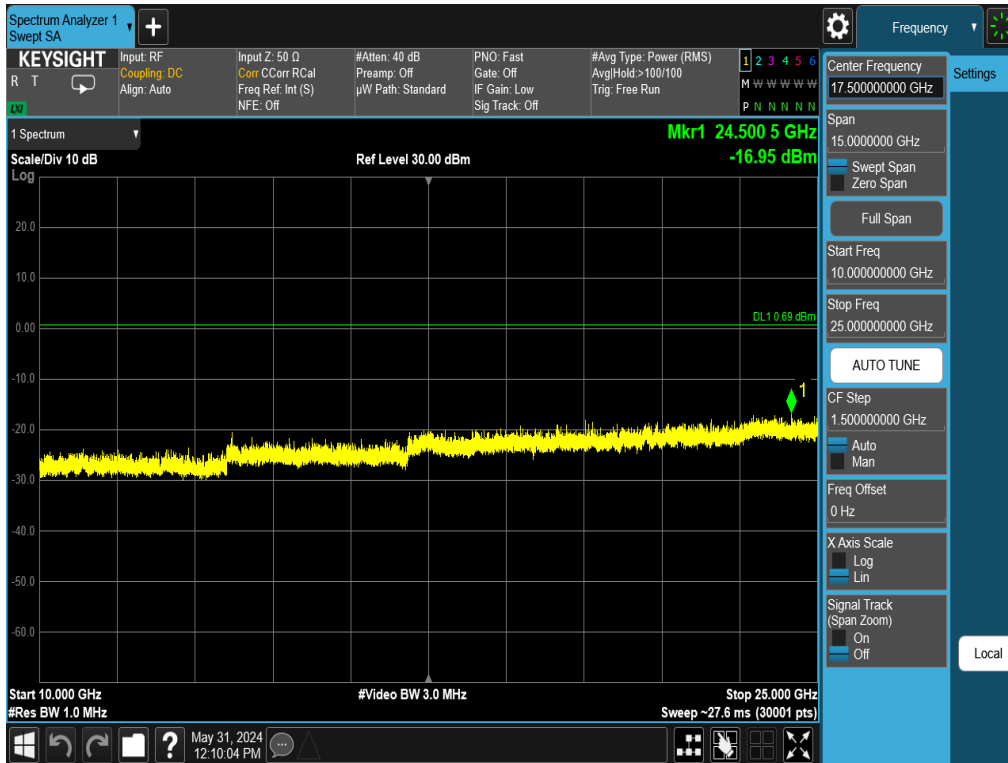 Spectrum Analyzer 1
Swept SA
KEYSIGHT
R T
LXI
Input: RF
Coupling: DC
Align: Auto
Input Z: 50 Ω
Corr CCorr RCal
Freq Ref: Int (S)
NFE: Off
#Atten: 40 dB
Preamp: Off
µW Path: Standard
PNO: Fast
Gate: Off
IF Gain: Low
Sig Track: Off
#Avg Type: Power (RMS)
Avg|Hold:>100/100
Trig: Free Run
1 2 3 4 5 6
M W W W W W
P N N N N N
1 Spectrum
Scale/Div 10 dB
Log
Ref Level 30.00 dBm
Mkr1 24.500 5 GHz
-16.95 dBm
20.0
10.0
0.00
-10.0
-20.0
-30.0
-40.0
-50.0
-60.0
DL1 0.69 dBm
1
Start 10.000 GHz
#Res BW 1.0 MHz
#Video BW 3.0 MHz
Stop 25.000 GHz
Sweep ~27.6 ms (30001 pts)
?
May 31, 2024
12:10:04 PM
Frequency
Settings
Center Frequency
17.500000000 GHz
Span
15.0000000 GHz
Swept Span
Zero Span
Full Span
Start Freq
10.000000000 GHz
Stop Freq
25.000000000 GHz
AUTO TUNE
CF Step
1.500000000 GHz
Auto
Man
Freq Offset
0 Hz
X Axis Scale
Log
Lin
Signal Track
(Span Zoom)
On
Off
Local